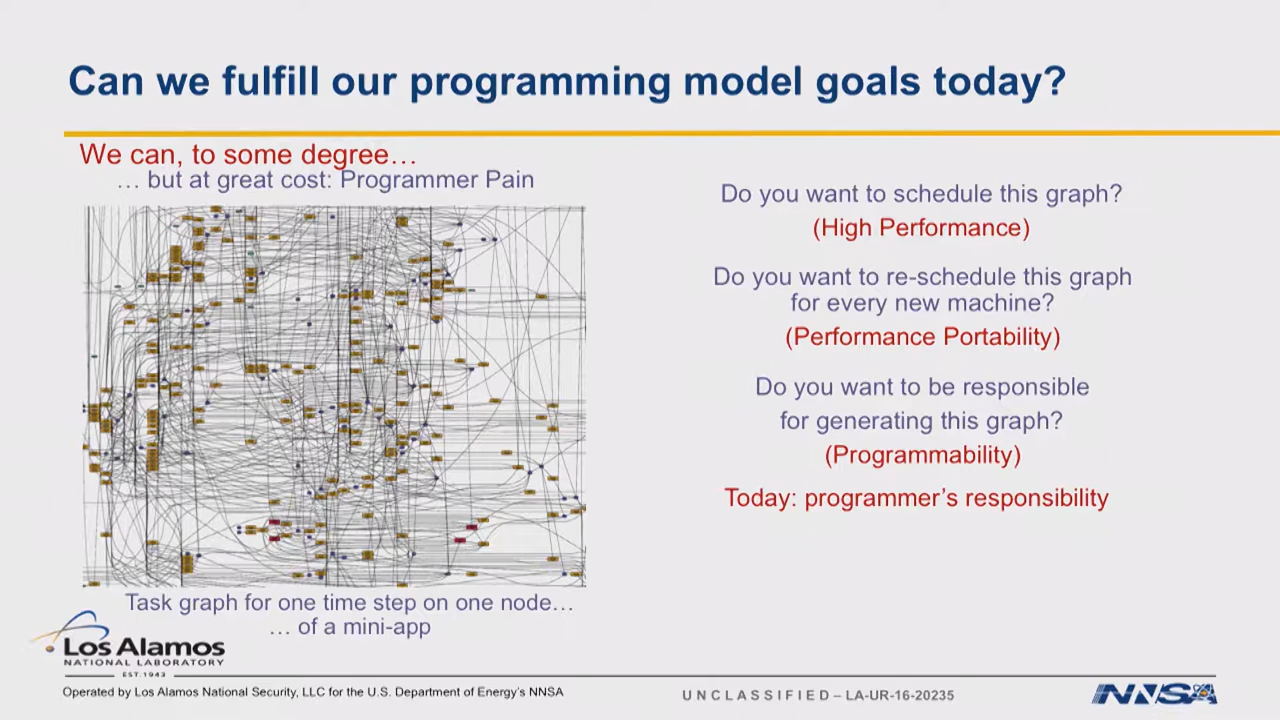 Can we fulfill our programming model goals today?
We can, to some degree…
… but at great cost: Programmer Pain
Do you want to schedule this graph?
(High Performance)
Do you want to re-schedule this graph
for every new machine?
(Performance Portability)
Do you want to be responsible
for generating this graph?
(Programmability)
Today: programmer’s responsibility
Task graph for one time step on one node…
… of a mini-app
Los Alamos
NATIONAL LABORATORY
EST.1943
Operated by Los Alamos National Security, LLC for the U.S. Department of Energy’s NNSA
UNCLASSIFIED – LA-UR-16-20235
NNSA